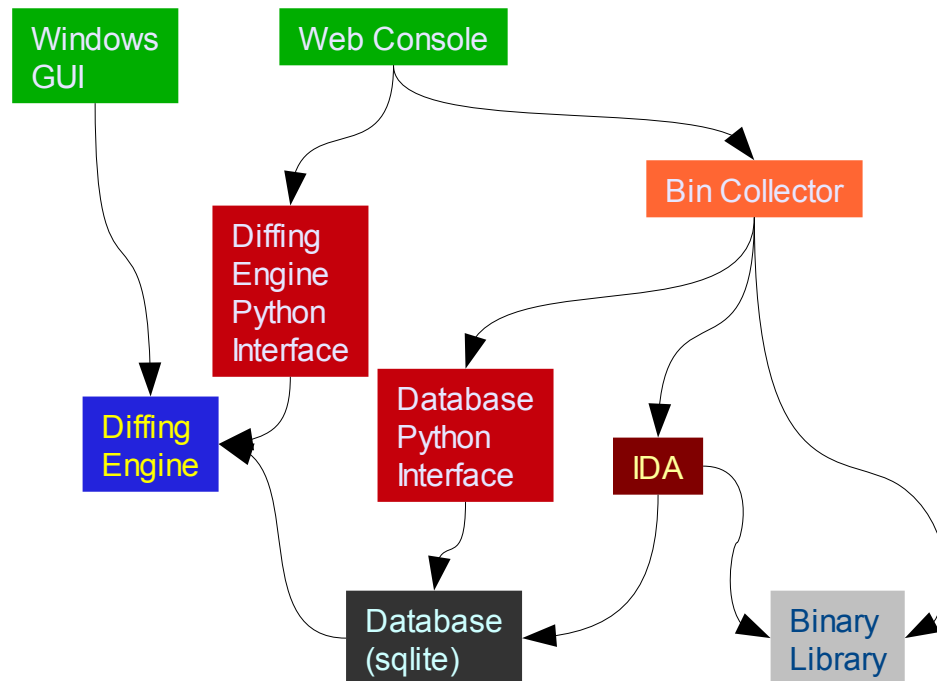 Windows
GUI
Web Console
Bin Collector
Diffing
Engine
Python
Interface
Database
Python
Interface
Diffing
Engine
IDA
Database
(sqlite)
Binary
Library